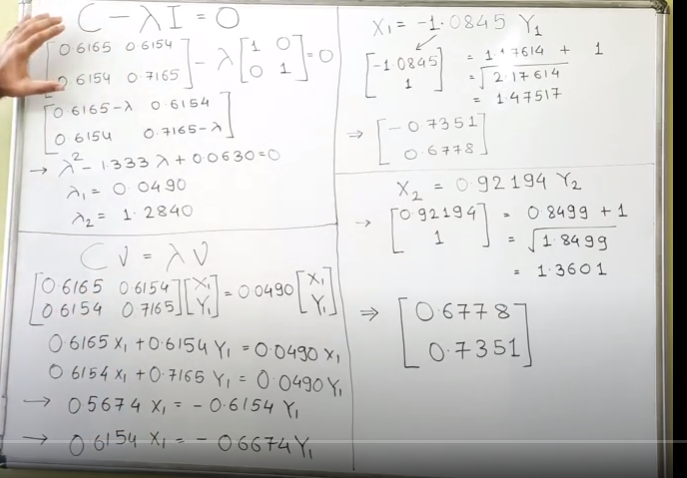 C - λI = 0
[0.6165 0.6154
0.6154 0.7165] - λ [1 0
0 1] = 0
[0.6165-λ 0.6154
0.6154 0.7165-λ]
→ λ² - 1.333 λ + 0.0630 = 0
λ₁ = 0.0490
λ₂ = 1.2840
C V = λ V
[0.6165 0.6154
0.6154 0.7165] [X₁
Y₁] = 0.0490 [X₁
Y₁]
0.6165 X₁ + 0.6154 Y₁ = 0.0490 X₁
0.6154 X₁ + 0.7165 Y₁ = 0.0490 Y₁
→ 0.5674 X₁ = - 0.6154 Y₁
→ 0.6154 X₁ = - 0.6674 Y₁
X₁ = -1.0845 Y₁
[-1.0845
1] = 1.17614 + 1
= √2.17614
= 1.47517
⇒ [-0.7351
0.6778]
X₂ = 0.92194 Y₂
→ [0.92194
1] = 0.8499 + 1
= √1.8499
= 1.3601
⇒ [0.6778
0.7351]